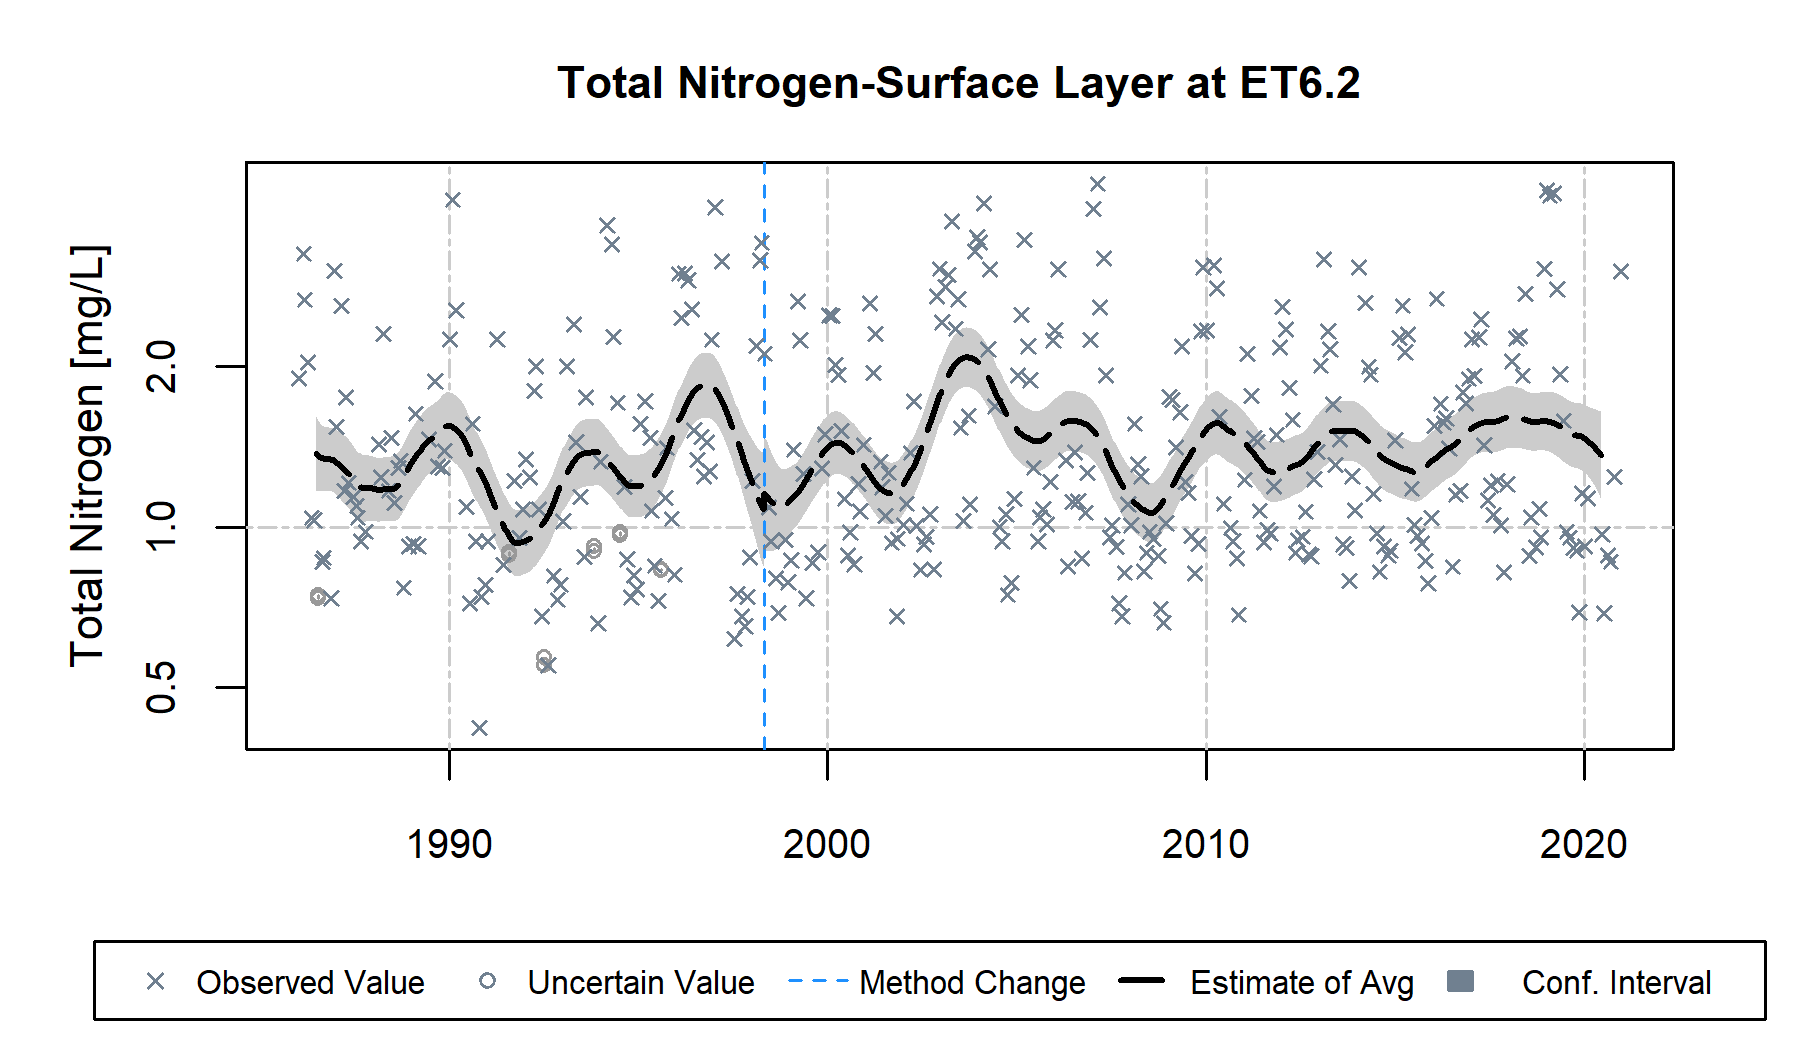 Total Nitrogen-Surface Layer at ET6.2
Total Nitrogen [mg/L]
2.0
1.0
0.5
1990 2000 2010 2020
Observed Value Uncertain Value Method Change Estimate of Avg Conf. Interval